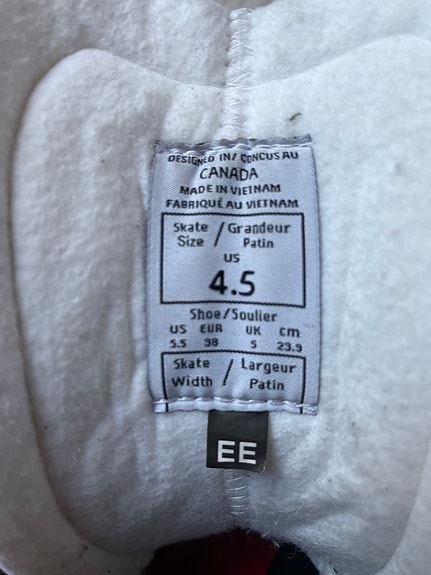 DESIGNED IN / CONCUS AU
CANADA
MADE IN VIETNAM
FABRIQUÉ AU VIETNAM
Skate Size / Grandeur Patin
US
4.5
Shoe/Soulier
US EUR UK cm
5.5 38 5 23.9
Skate Width / Largeur Patin
EE